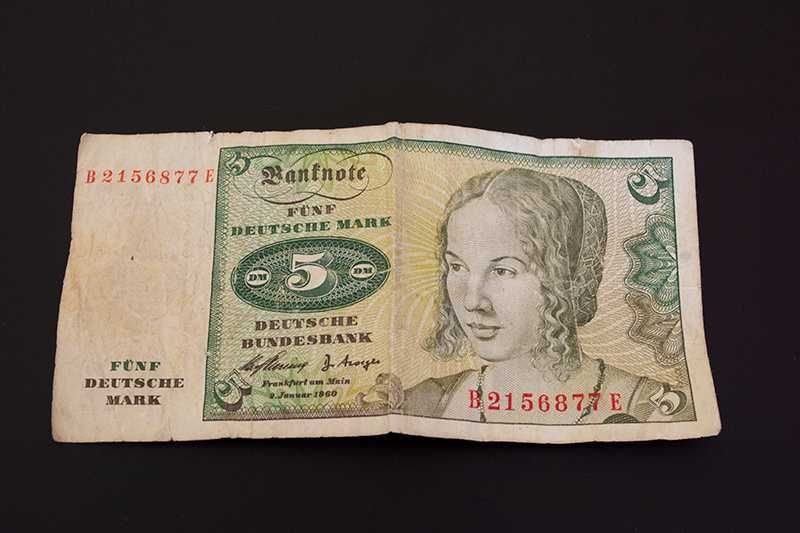 B2156877E
5
Banknote
FÜNF
DEUTSCHE MARK
DM 5 DM
DEUTSCHE
BUNDESBANK
Frankfurt am Main
2. Januar 1960
5
5
FÜNF
DEUTSCHE
MARK
B2156877E
5